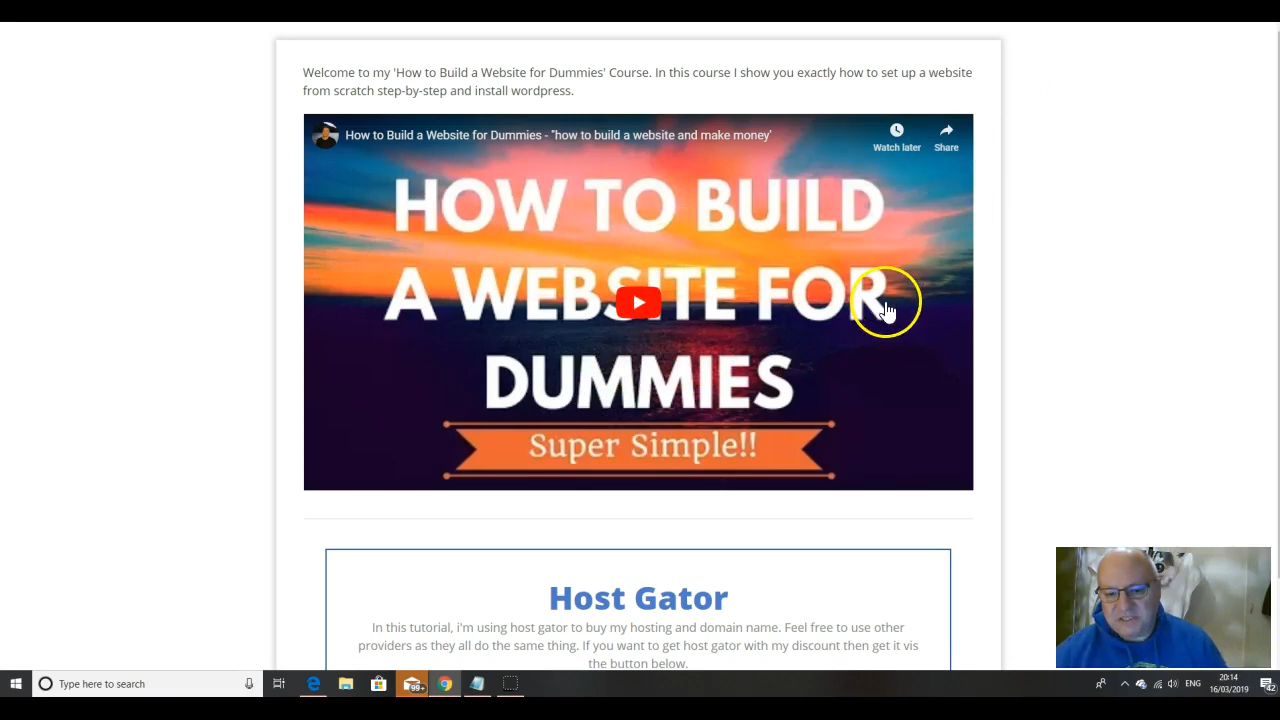 Welcome to my 'How to Build a Website for Dummies' Course. In this course I show you exactly how to set up a website
from scratch step-by-step and install wordpress.
How to Build a Website for Dummies - "how to build a website and make money'
Watch later
Share
HOW TO BUILD
A WEBSITE FOR
DUMMIES
Super Simple!!
Host Gator
In this tutorial, i'm using host gator to buy my hosting and domain name. Feel free to use other
providers as they all do the same thing. If you want to get host gator with my discount then get it vis
the button below.
Type here to search
99+
ENG
20:14
16/03/2019
42